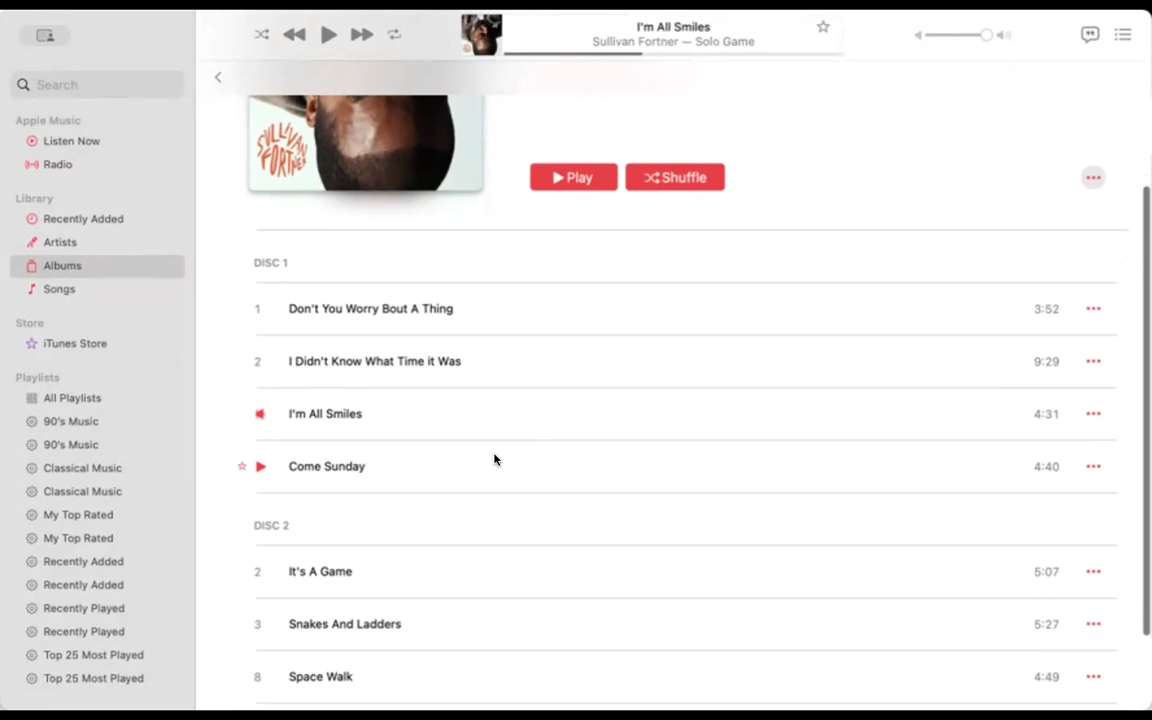 I'm All Smiles
Sullivan Fortner — Solo Game
Search
Apple Music
Listen Now
Radio
Library
Recently Added
Artists
Albums
Songs
Store
iTunes Store
Playlists
All Playlists
90's Music
90's Music
Classical Music
Classical Music
My Top Rated
My Top Rated
Recently Added
Recently Added
Recently Played
Recently Played
Top 25 Most Played
Top 25 Most Played
SULLIVAN
FORTNER
Play Shuffle
DISC 1
1 Don't You Worry Bout A Thing 3:52
2 I Didn't Know What Time it Was 9:29
I'm All Smiles 4:31
Come Sunday 4:40
DISC 2
2 It's A Game 5:07
3 Snakes And Ladders 5:27
8 Space Walk 4:49